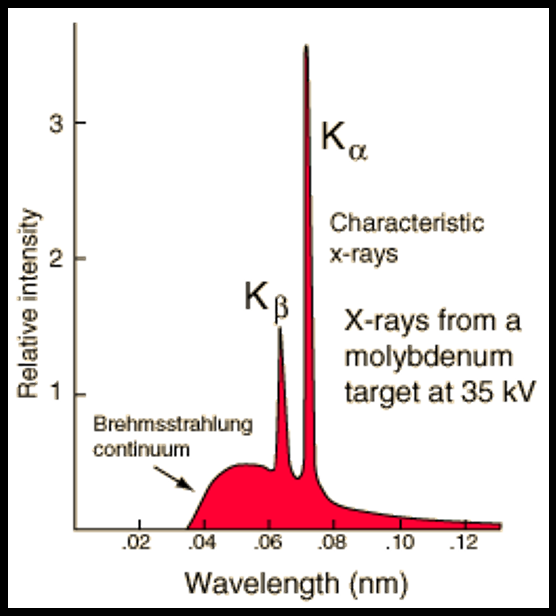 3
2
1
Relative intensity
Kα
Characteristic
x-rays
Kβ
X-rays from a
molybdenum
target at 35 kV
Brehmsstrahlung
continuum
.02 .04 .06 .08 .10 .12
Wavelength (nm)